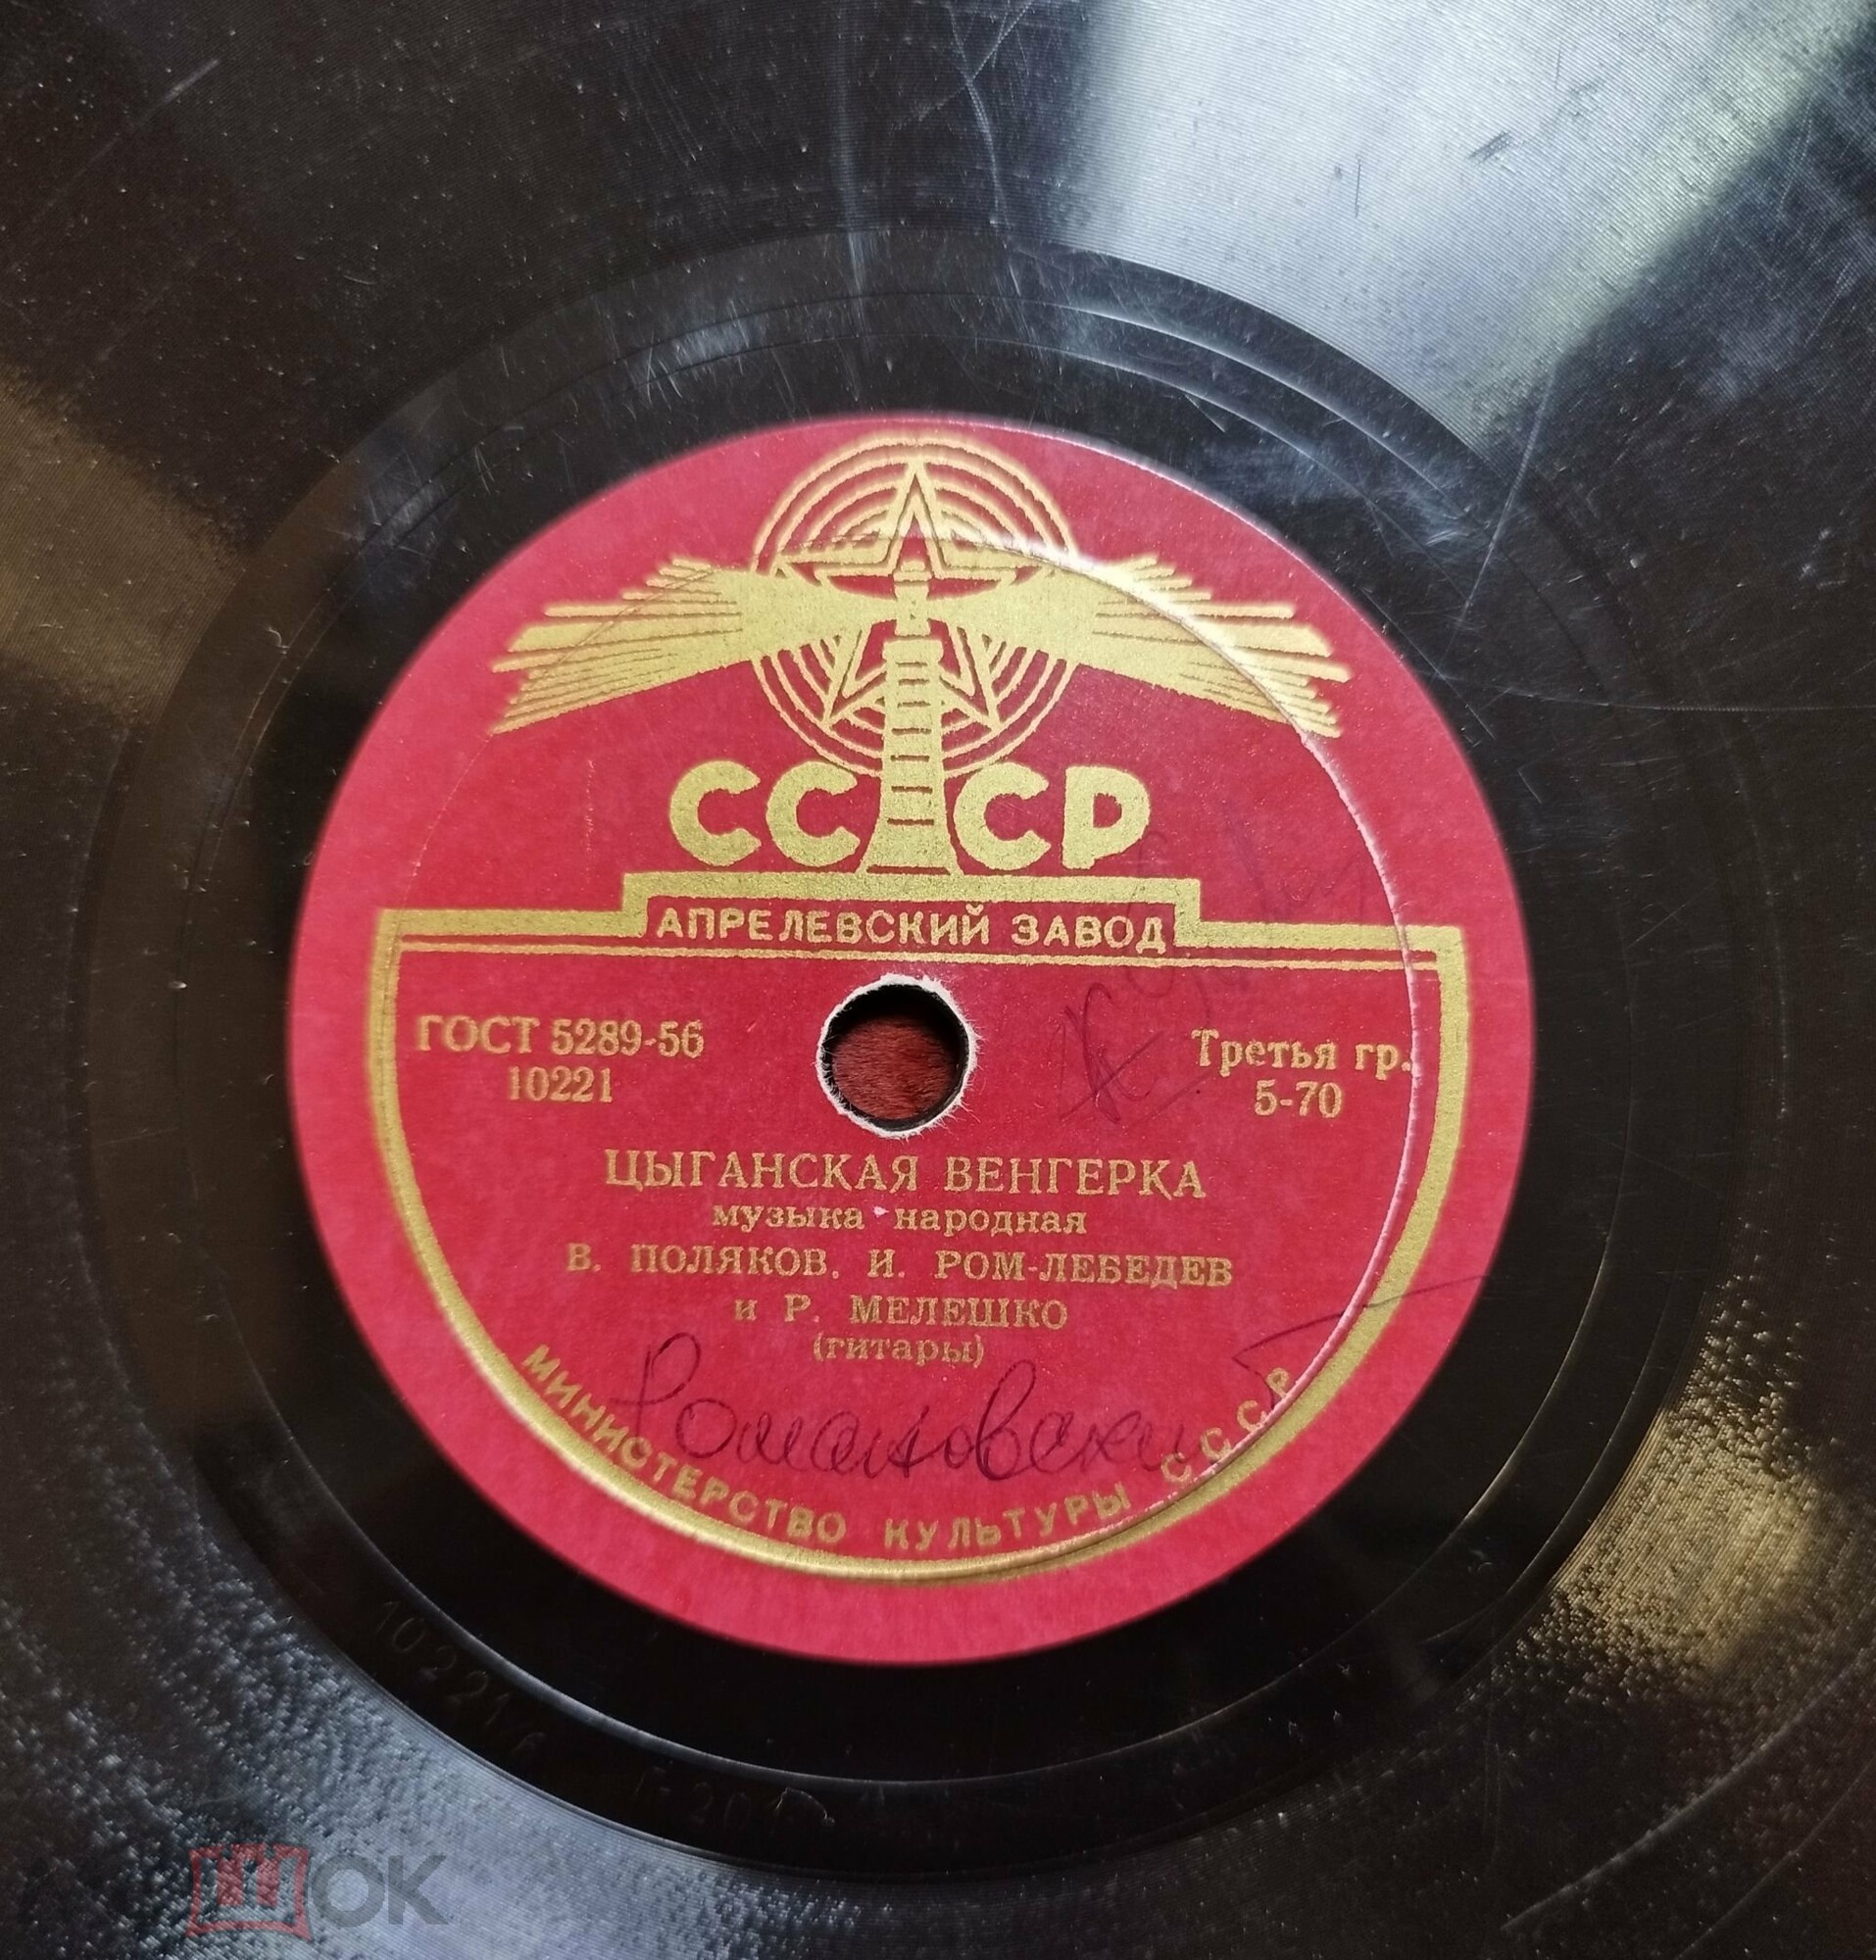 СССР
АПРЕЛЕВСКИЙ ЗАВОД
ГОСТ 5289-56
10221
Третья гр.
5-70
ЦЫГАНСКАЯ ВЕНГЕРКА
музыка народная
В. ПОЛЯКОВ, И. РОМ-ЛЕБЕДЕВ
и Р. МЕЛЕШКО
(гитары)
Романовский
МИНИСТЕРСТВО КУЛЬТУРЫ СССР